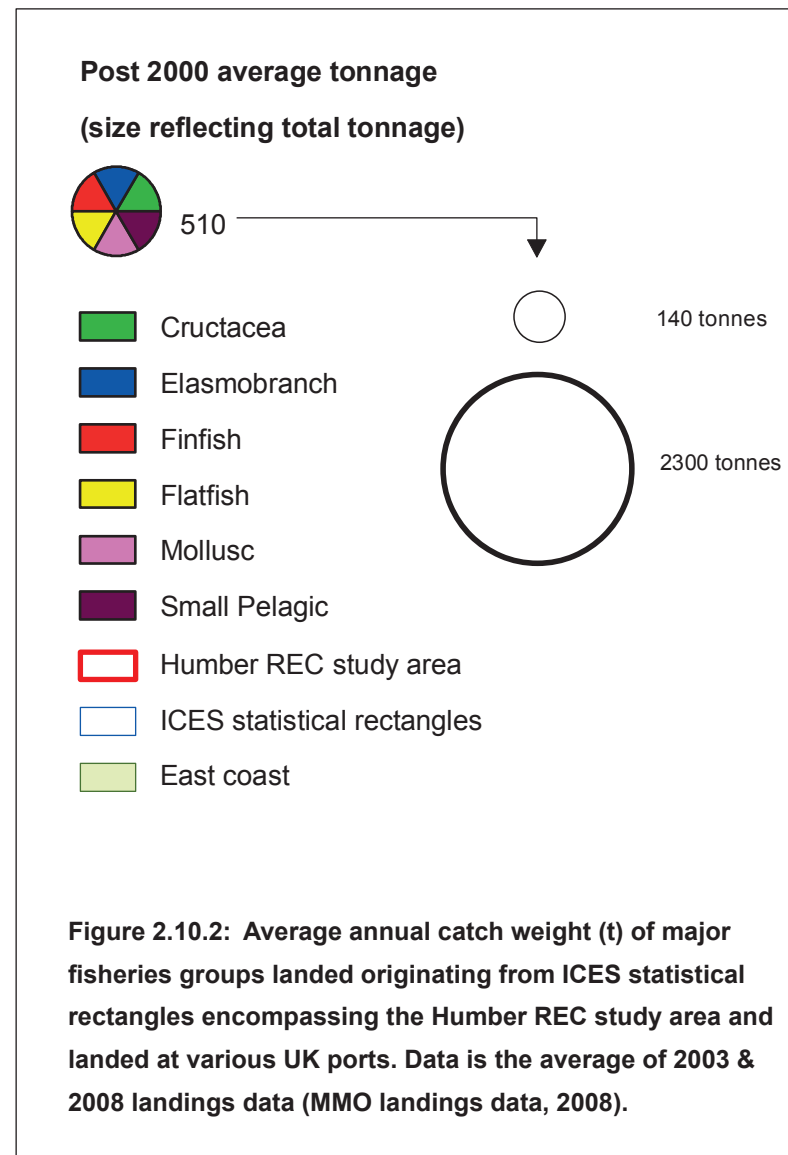 Post 2000 average tonnage
(size reflecting total tonnage)
510
140 tonnes
2300 tonnes
Cructacea
Elasmobranch
Finfish
Flatfish
Mollusc
Small Pelagic
Humber REC study area
ICES statistical rectangles
East coast
Figure 2.10.2: Average annual catch weight (t) of major
fisheries groups landed originating from ICES statistical
rectangles encompassing the Humber REC study area and
landed at various UK ports. Data is the average of 2003 &
2008 landings data (MMO landings data, 2008).